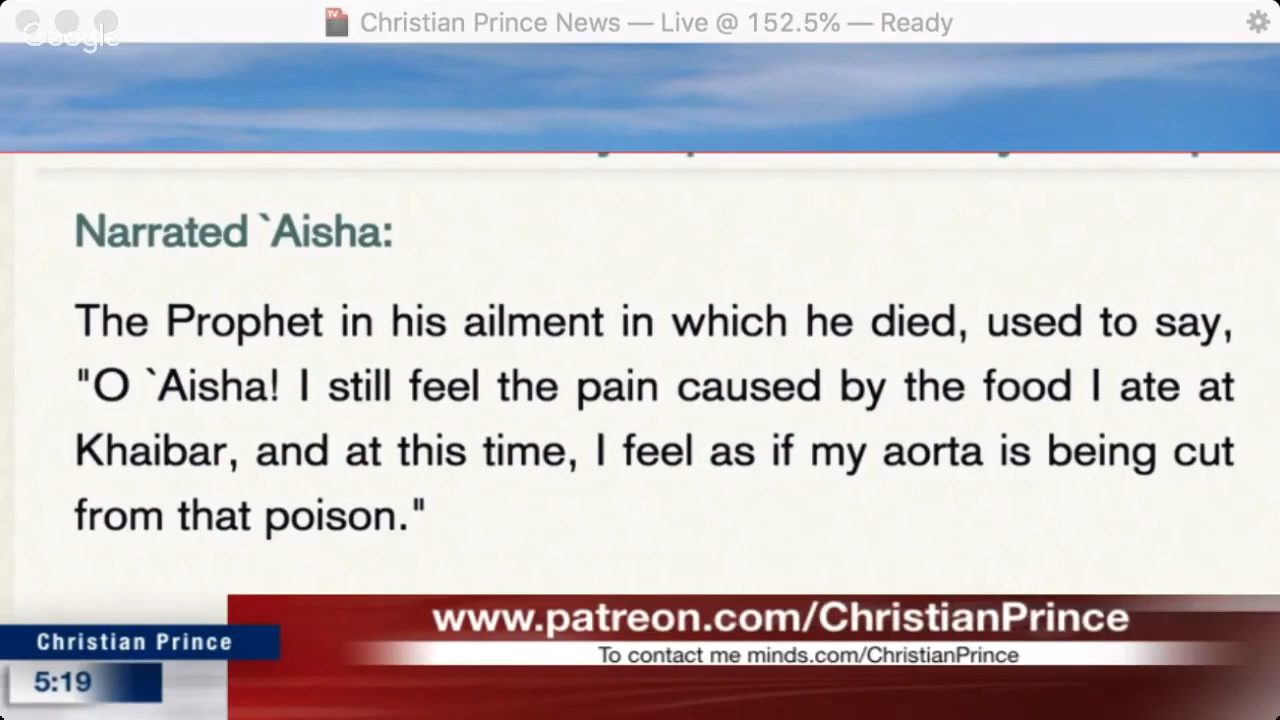 Christian Prince News — Live @ 152.5% — Ready
Google
Narrated `Aisha:
The Prophet in his ailment in which he died, used to say,
"O `Aisha! I still feel the pain caused by the food I ate at
Khaibar, and at this time, I feel as if my aorta is being cut
from that poison."
www.patreon.com/ChristianPrince
Christian Prince
To contact me minds.com/ChristianPrince
5:19